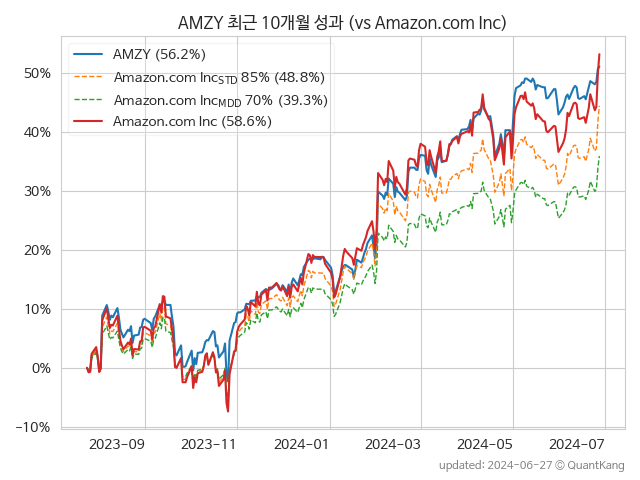 AMZY 최근 10개월 성과 (vs Amazon.com Inc)
AMZY (56.2%)
Amazon.com Inc_STD 85% (48.8%)
Amazon.com Inc_MDD 70% (39.3%)
Amazon.com Inc (58.6%)
50%
40%
30%
20%
10%
0%
−10%
2023-09 2023-11 2024-01 2024-03 2024-05 2024-07
updated: 2024-06-27 © QuantKang